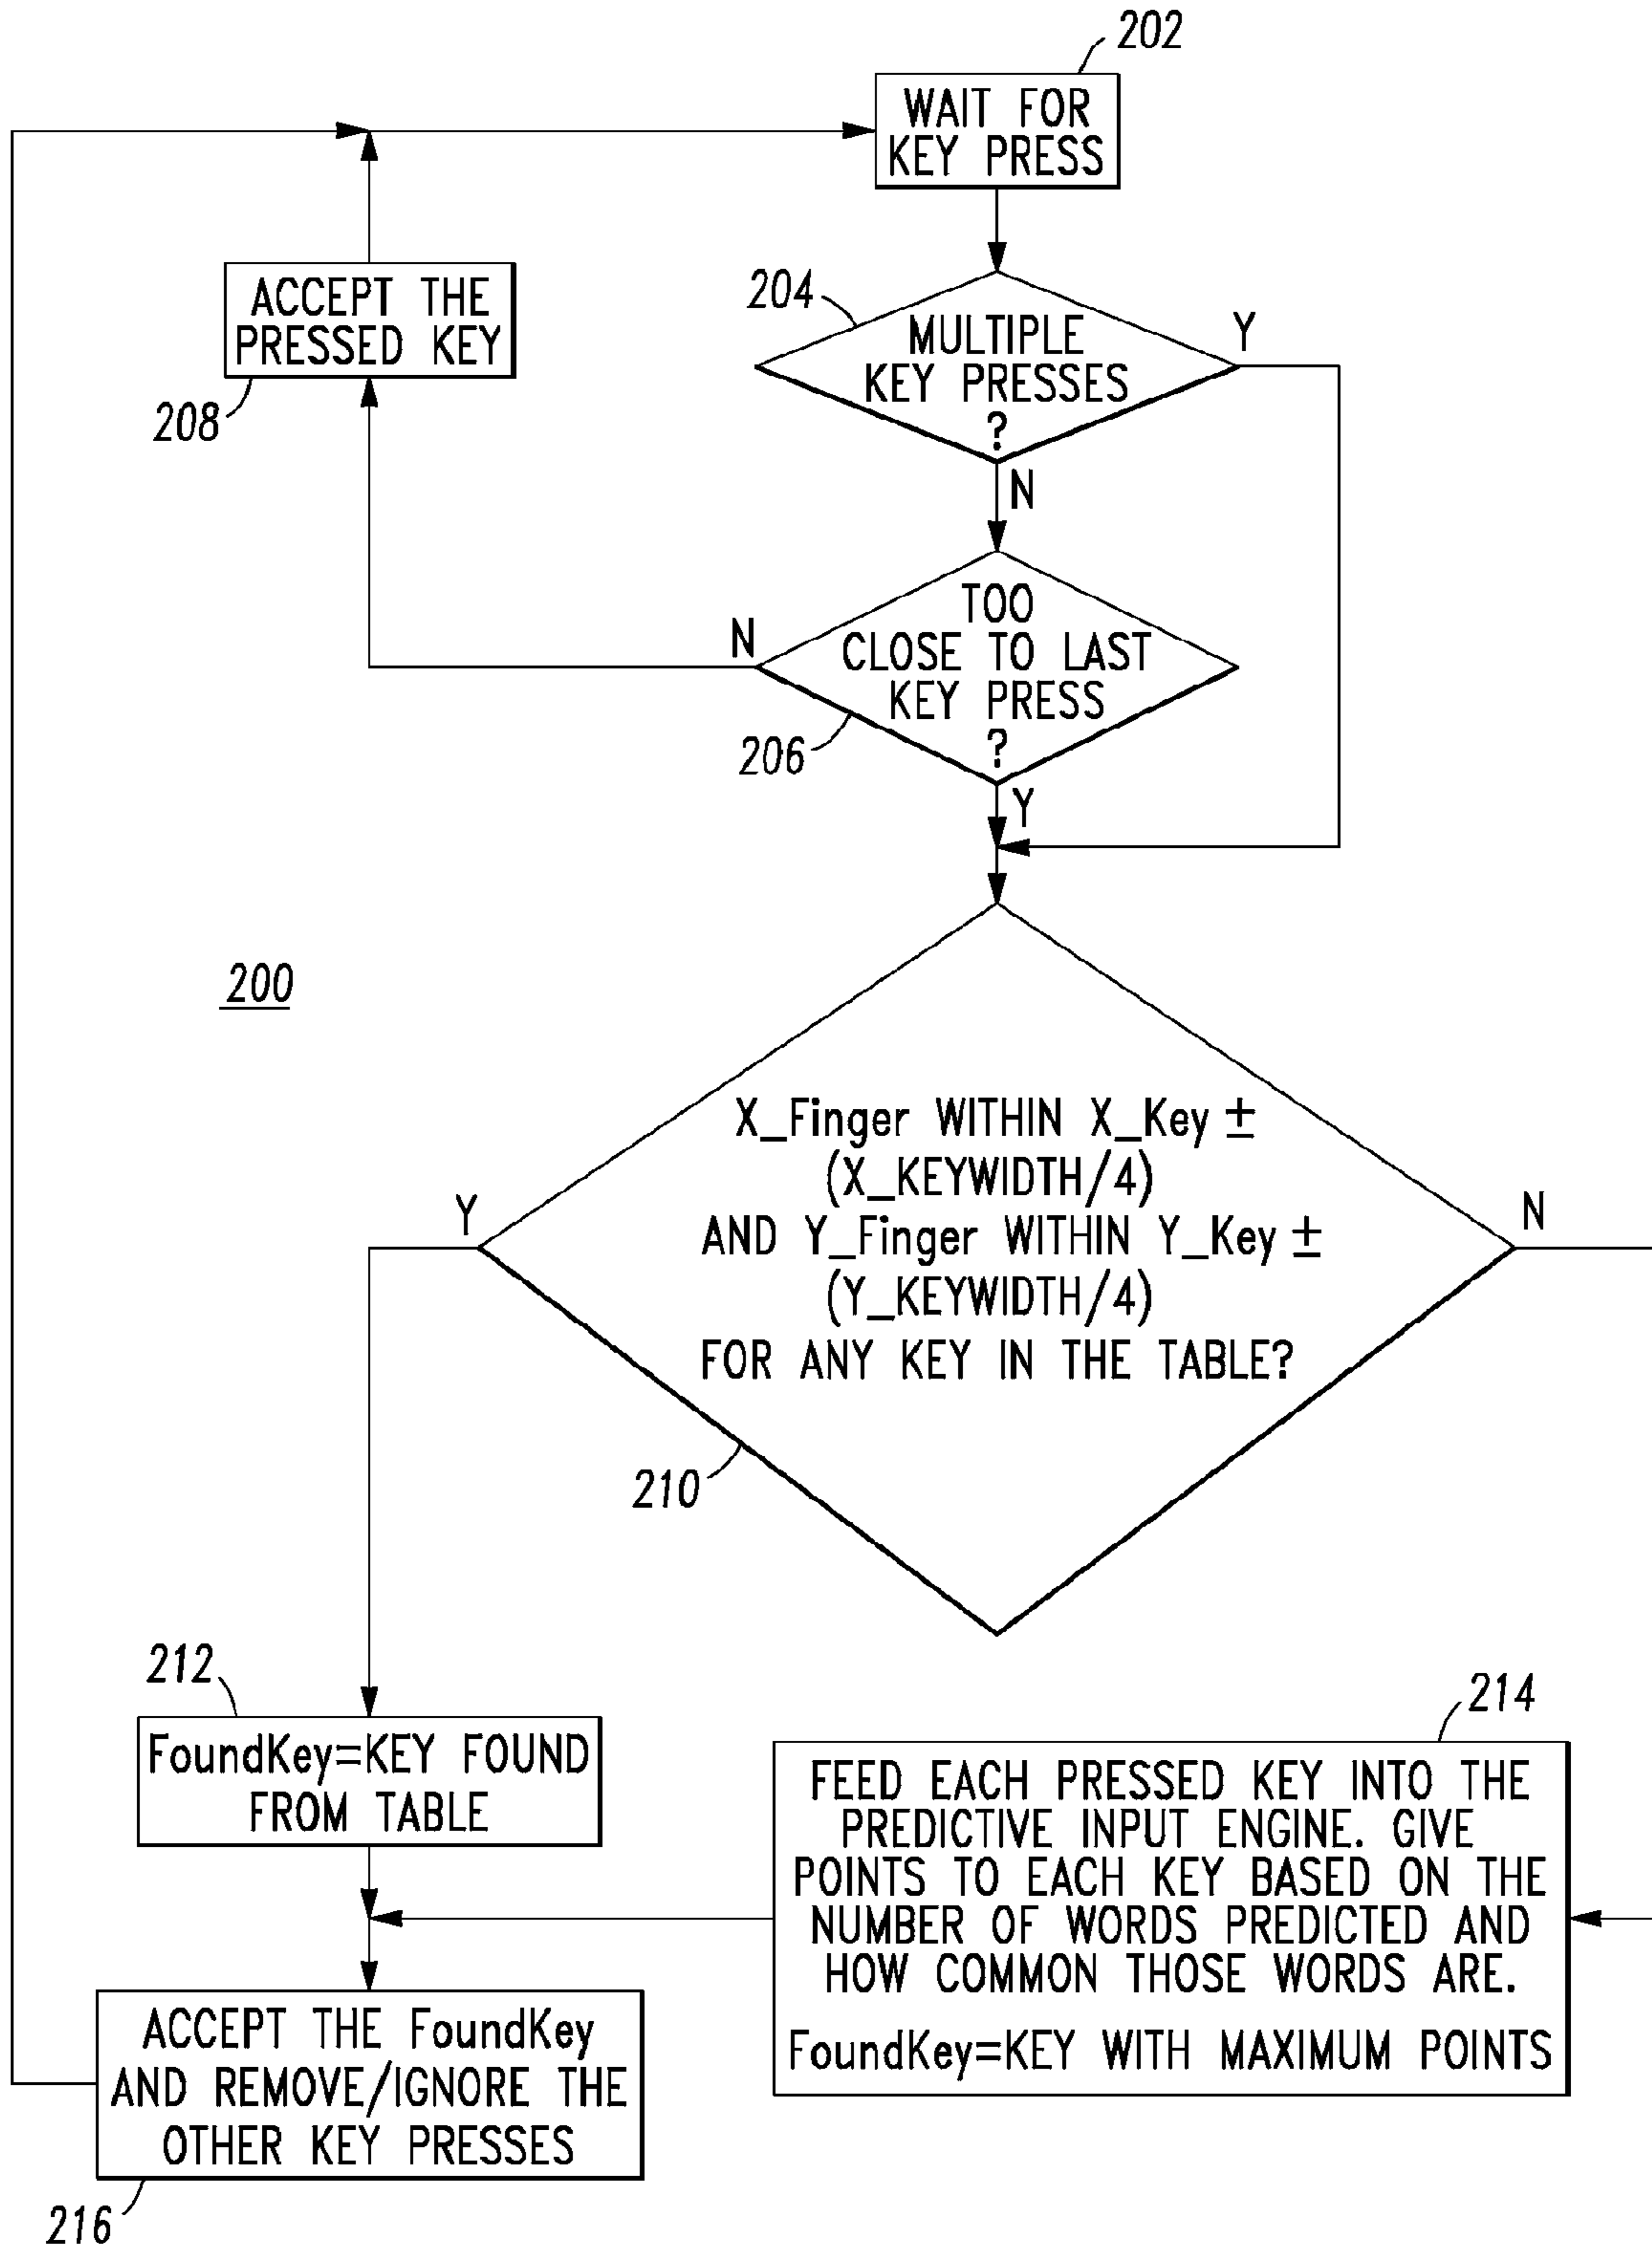 202
WAIT FOR
KEY PRESS
204
MULTIPLE
KEY PRESSES
?
Y
N
ACCEPT THE
PRESSED KEY
208
TOO
CLOSE TO LAST
KEY PRESS
?
N
206
Y
200
X_Finger WITHIN X_Key ±
(X_KEYWIDTH/4)
AND Y_Finger WITHIN Y_Key ±
(Y_KEYWIDTH/4)
FOR ANY KEY IN THE TABLE?
Y
N
210
212
FoundKey=KEY FOUND
FROM TABLE
214
FEED EACH PRESSED KEY INTO THE
PREDICTIVE INPUT ENGINE. GIVE
POINTS TO EACH KEY BASED ON THE
NUMBER OF WORDS PREDICTED AND
HOW COMMON THOSE WORDS ARE.
FoundKey=KEY WITH MAXIMUM POINTS
ACCEPT THE FoundKey
AND REMOVE/IGNORE THE
OTHER KEY PRESSES
216